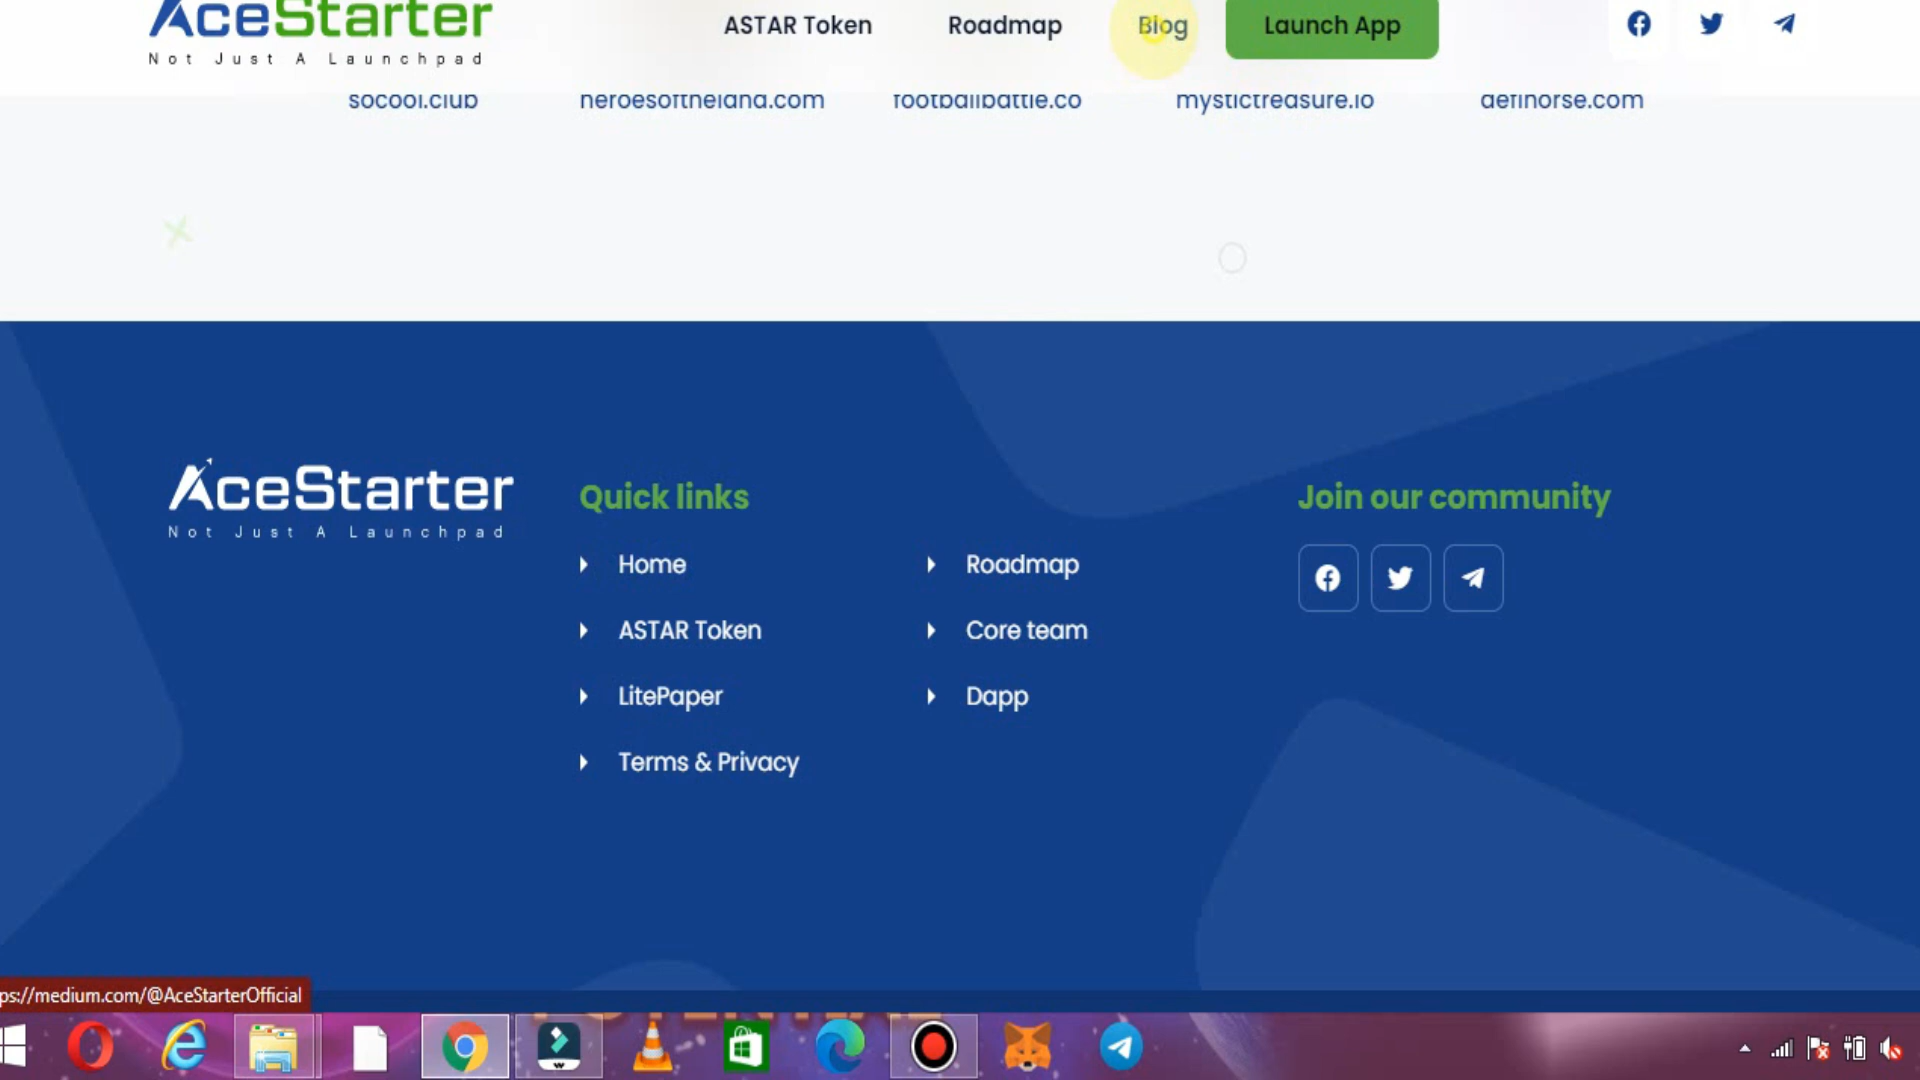 AceStarter
Not Just A Launchpad
ASTAR Token
Roadmap
Blog
Launch App
socool.club
heroesoftheland.com
footballbattle.co
mystictreasure.io
defihorse.com
AceStarter
Not Just A Launchpad
Quick links
Home
ASTAR Token
LitePaper
Terms & Privacy
Roadmap
Core team
Dapp
Join our community
ps://medium.com/@AceStarterOfficial